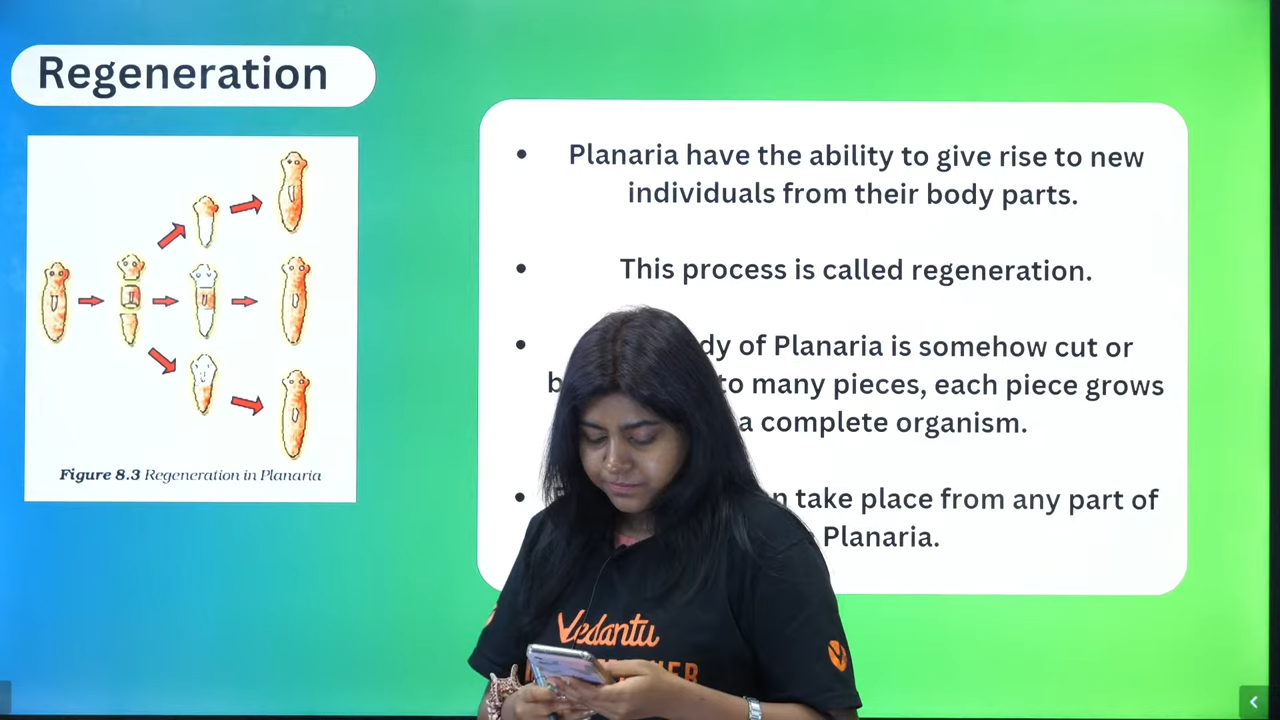 Regeneration
Planaria have the ability to give rise to new
individuals from their body parts.
This process is called regeneration.
dy of Planaria is somehow cut or
b to many pieces, each piece grows
a complete organism.
n take place from any part of
Planaria.
Figure 8.3 Regeneration in Planaria
Vedantu